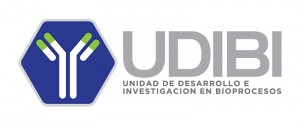 UDIBI
UNIDAD DE DESARROLLO E
INVESTIGACION EN BIOPROCESOS